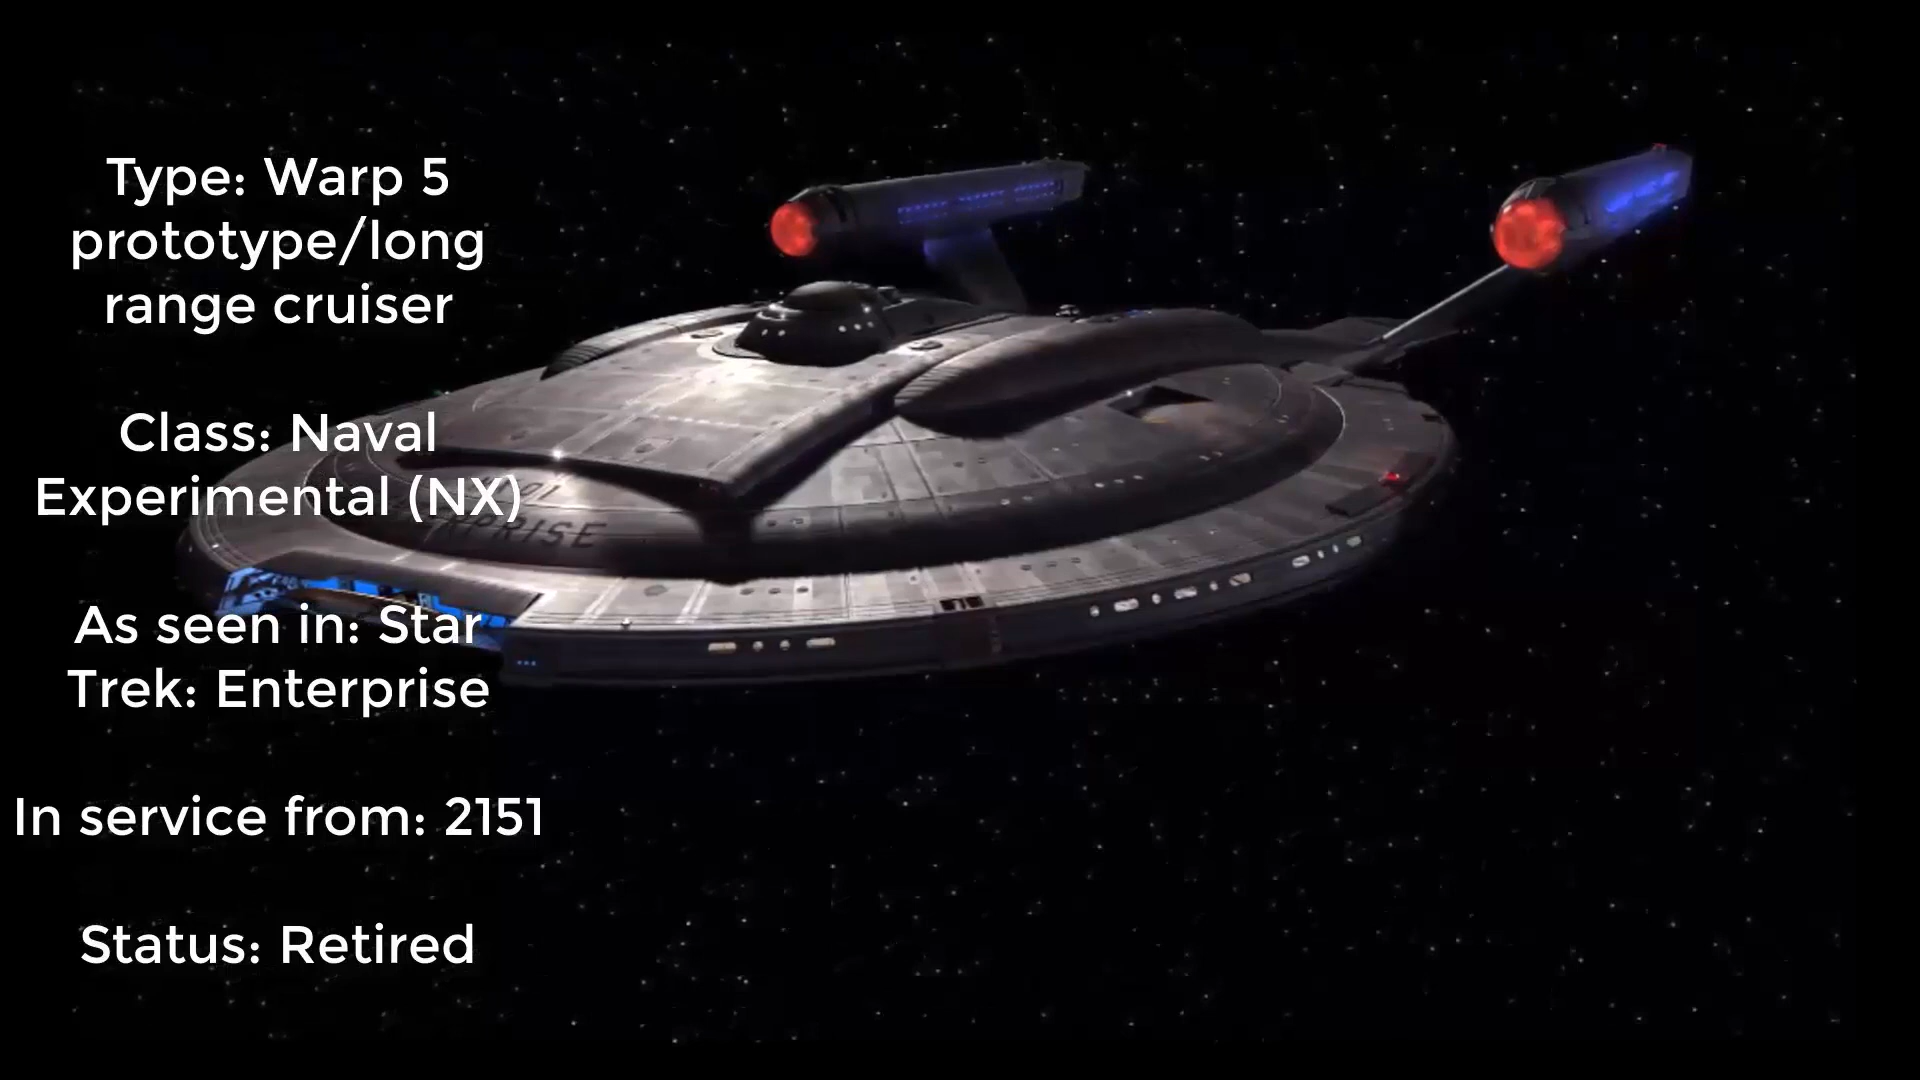 Type: Warp 5
prototype/long
range cruiser
Class: Naval
Experimental (NX)
As seen in: Star
Trek: Enterprise
In service from: 2151
Status: Retired